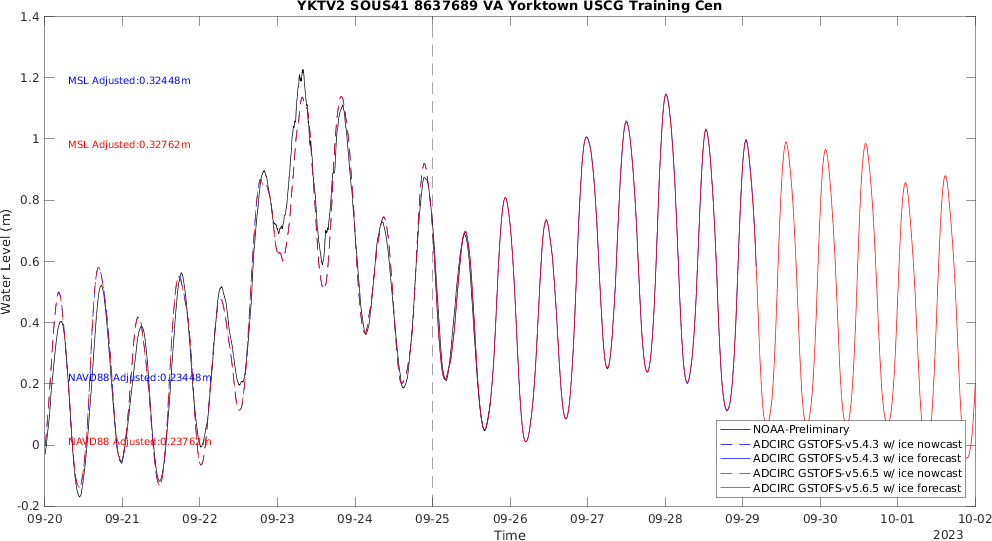 YKTV2 SOUS41 8637689 VA Yorktown USCG Training Cen
1.4
1.2
1
0.8
0.6
0.4
0.2
0
-0.2
Water Level (m)
MSL Adjusted:0.32448m
MSL Adjusted:0.32762m
NAVD88 Adjusted:0.23448m
NAVD88 Adjusted:0.23762m
NOAA-Preliminary
ADCIRC GSTOFS-v5.4.3 w/ ice nowcast
ADCIRC GSTOFS-v5.4.3 w/ ice forecast
ADCIRC GSTOFS-v5.6.5 w/ ice nowcast
ADCIRC GSTOFS-v5.6.5 w/ ice forecast
09-20 09-21 09-22 09-23 09-24 09-25 09-26 09-27 09-28 09-29 09-30 10-01 10-02
Time
2023